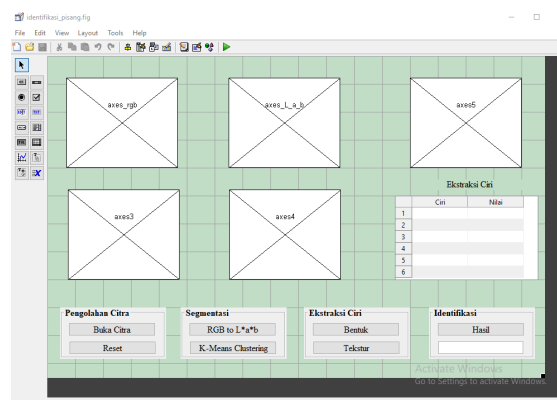 identifikasi_pisang.fig
File Edit View Layout Tools Help
axes_rgb
axes_L_a_b
axes5
Ekstraksi Ciri
Ciri Nilai
1
2
3
4
5
6
axes3
axes4
Pengolahan Citra
Buka Citra
Reset
Segmentasi
RGB to L*a*b
K-Means Clustering
Ekstraksi Ciri
Bentuk
Tekstur
Identifikasi
Hasil
Activate Windows
Go to Settings to activate Windows.